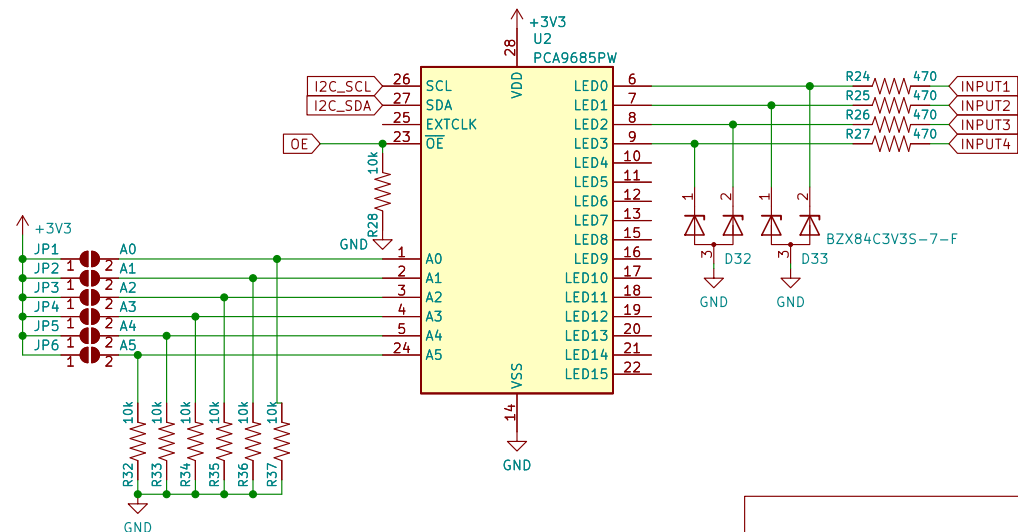 +3V3
U2
PCA9685PW
28
VDD
I2C_SCL 26 SCL
I2C_SDA 27 SDA
25 EXTCLK
OE 23 OE
10k
R28
GND
LED0 6 R24 470 INPUT1
LED1 7 R25 470 INPUT2
LED2 8 R26 470 INPUT3
LED3 9 R27 470 INPUT4
LED4 10
LED5 11
LED6 12
LED7 13
LED8 15
LED9 16
LED10 17
LED11 18
LED12 19
LED13 20
LED14 21
LED15 22
1 2 1 2
BZX84C3V3S-7-F
3 D32 3 D33
GND GND
+3V3
JP1 1 2 A0 1 A0
JP2 1 2 A1 2 A1
JP3 1 2 A2 3 A2
JP4 1 2 A3 4 A3
JP5 1 2 A4 5 A4
JP6 1 2 A5 24 A5
VSS
14
GND
10k 10k 10k 10k 10k 10k
R32 R33 R34 R35 R36 R37
GND